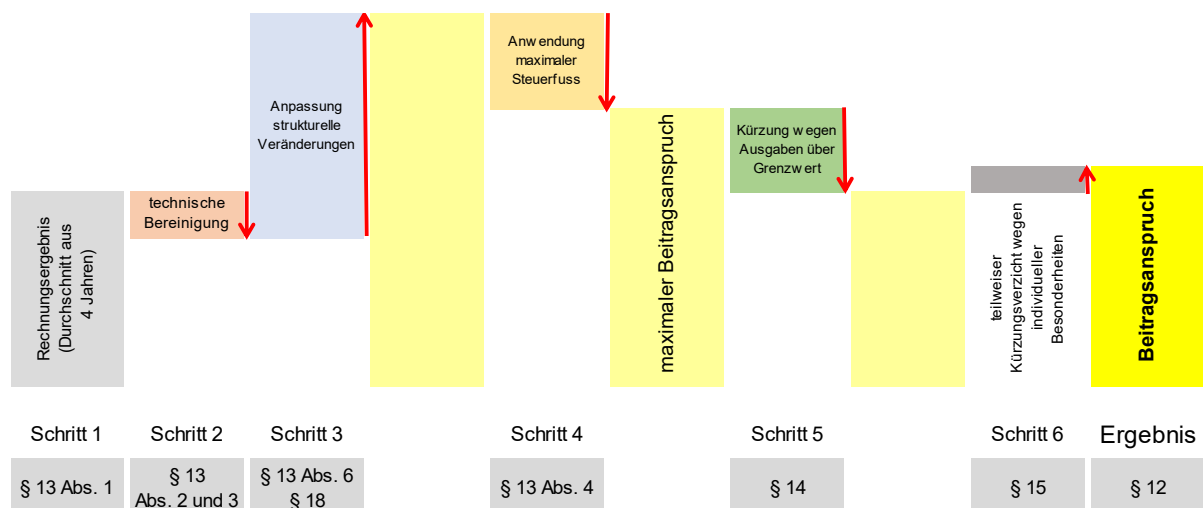 Rechnungsergebnis
(Durchschnitt aus
4 Jahren)
technische
Bereinigung
Anpassung
strukturelle
Veränderungen
Anwendung
maximaler
Steuerfuss
maximaler Beitragsanspruch
Kürzung wegen
Ausgaben über
Grenzwert
teilweiser
Kürzungsverzicht wegen
individueller
Besonderheiten
Beitragsanspruch
Schritt 1
Schritt 2
Schritt 3
Schritt 4
Schritt 5
Schritt 6
Ergebnis
§ 13 Abs. 1
§ 13
Abs. 2 und 3
§ 13 Abs. 6
§ 18
§ 13 Abs. 4
§ 14
§ 15
§ 12